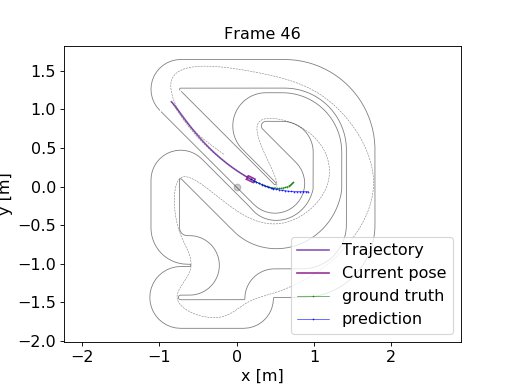 Frame 46
y [m]
1.5
1.0
0.5
0.0
−0.5
−1.0
−1.5
−2.0
Trajectory
Current pose
ground truth
prediction
−2 −1 0 1 2
x [m]